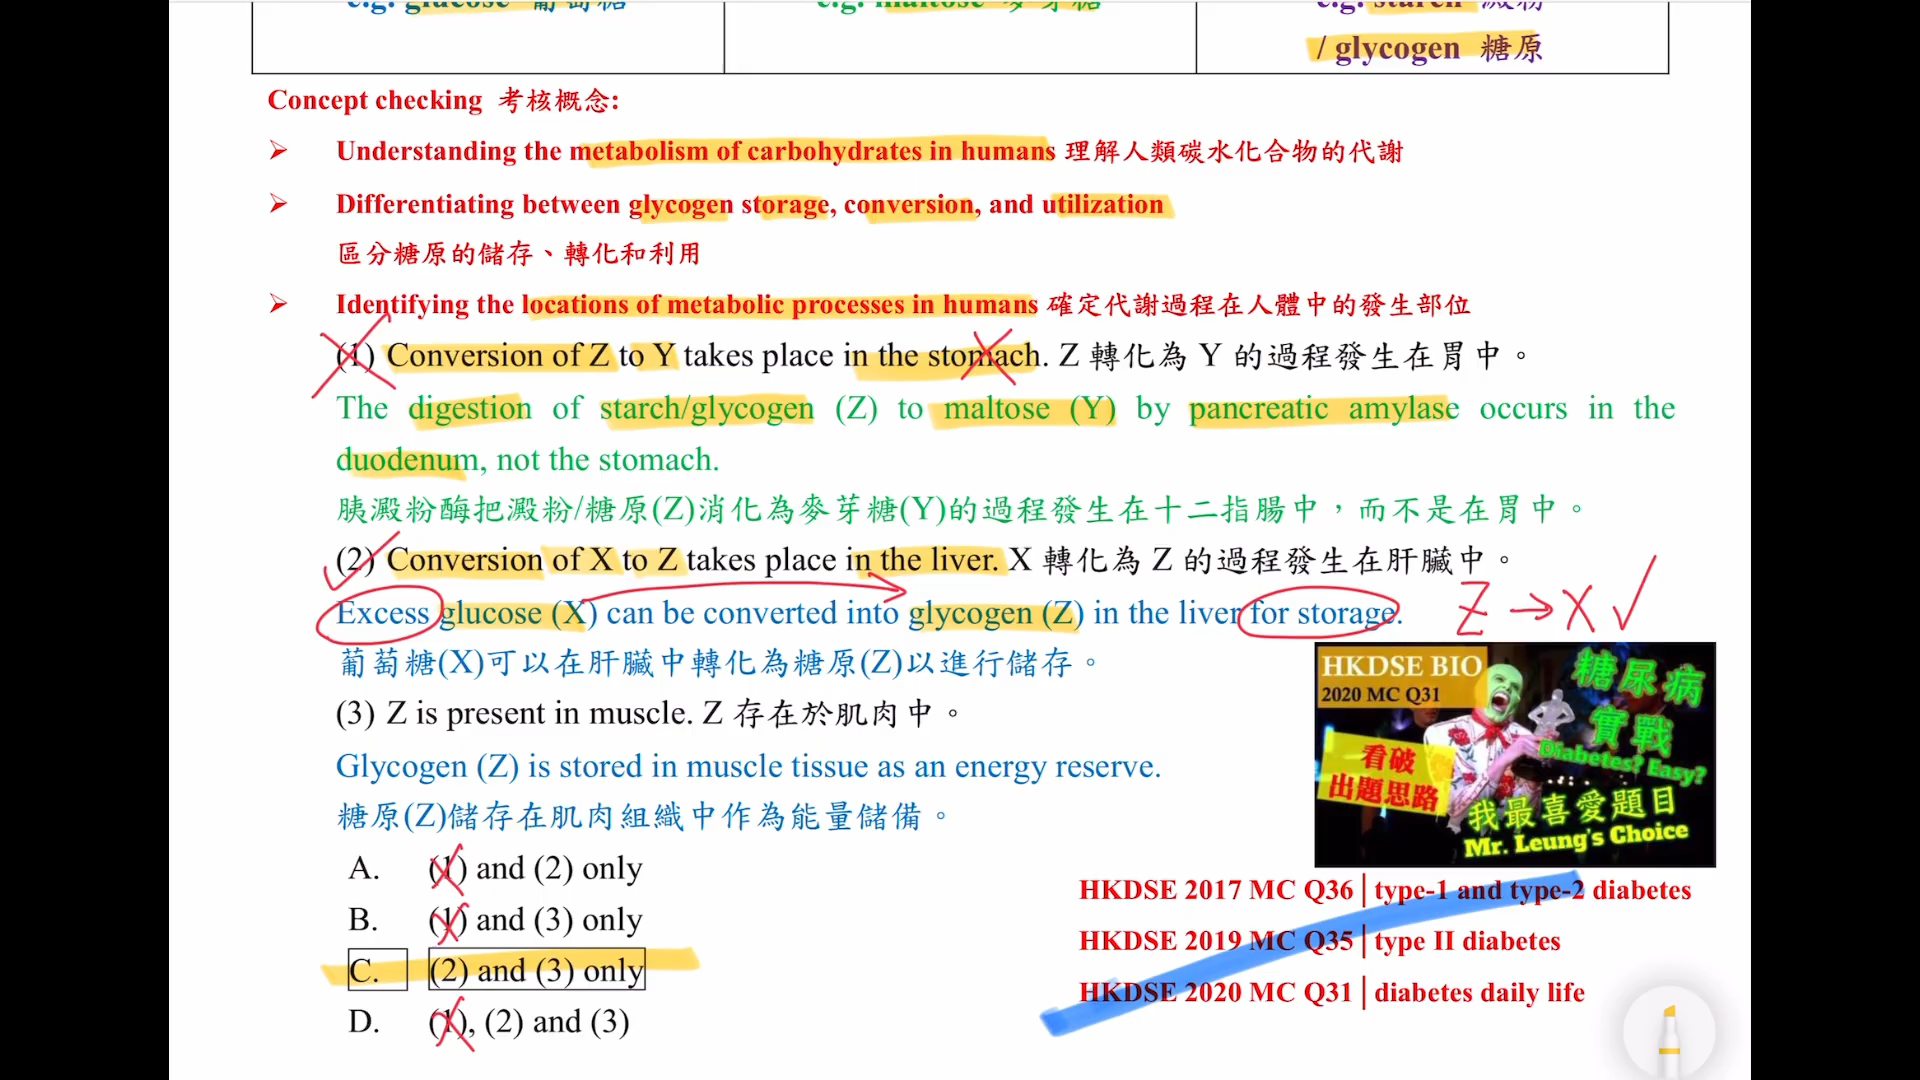 e.g. glucose 葡萄糖
e.g. maltose 麥芽糖
e.g. starch 澱粉
/ glycogen 糖原
Concept checking 考核概念:
➢ Understanding the metabolism of carbohydrates in humans 理解人類碳水化合物的代謝
➢ Differentiating between glycogen storage, conversion, and utilization
區分糖原的儲存、轉化和利用
➢ Identifying the locations of metabolic processes in humans 確定代謝過程在人體中的發生部位
(1) Conversion of Z to Y takes place in the stomach. Z 轉化為 Y 的過程發生在胃中。
The digestion of starch/glycogen (Z) to maltose (Y) by pancreatic amylase occurs in the
duodenum, not the stomach.
胰澱粉酶把澱粉/糖原(Z)消化為麥芽糖(Y)的過程發生在十二指腸中，而不是在胃中。
(2) Conversion of X to Z takes place in the liver. X 轉化為 Z 的過程發生在肝臟中。
Excess glucose (X) can be converted into glycogen (Z) in the liver for storage.
Z → X ✓
葡萄糖(X)可以在肝臟中轉化為糖原(Z)以進行儲存。
(3) Z is present in muscle. Z 存在於肌肉中。
Glycogen (Z) is stored in muscle tissue as an energy reserve.
糖原(Z)儲存在肌肉組織中作為能量儲備。
HKDSE BIO
2020 MC Q31
糖尿病
實戰
Diabetes? Easy?
看破
出題思路
我最喜愛題目
Mr. Leung's Choice
A. (1) and (2) only
B. (1) and (3) only
C. (2) and (3) only
D. (1), (2) and (3)
HKDSE 2017 MC Q36│type-1 and type-2 diabetes
HKDSE 2019 MC Q35│type II diabetes
HKDSE 2020 MC Q31│diabetes daily life